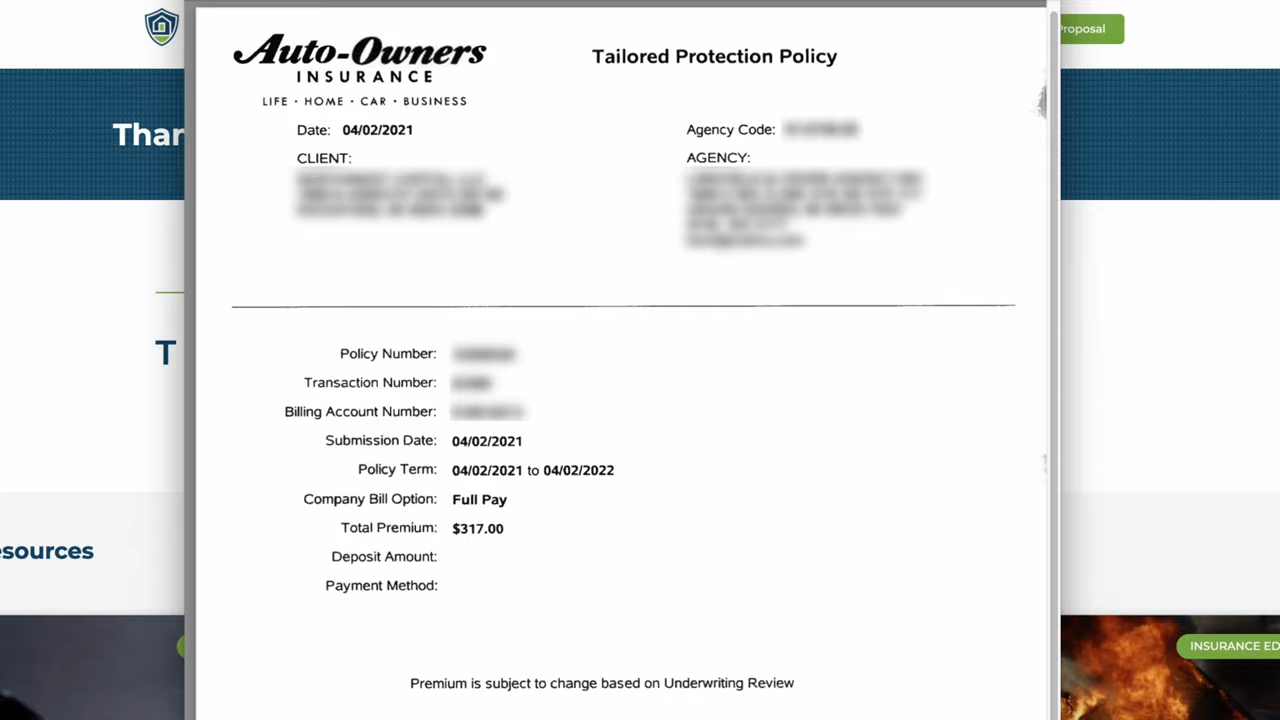 Proposal
Than
T
esources
INSURANCE ED
Auto-Owners
INSURANCE
LIFE · HOME · CAR · BUSINESS
Tailored Protection Policy
Date: 04/02/2021
Agency Code:
CLIENT:
AGENCY:
Policy Number:
Transaction Number:
Billing Account Number:
Submission Date: 04/02/2021
Policy Term: 04/02/2021 to 04/02/2022
Company Bill Option: Full Pay
Total Premium: $317.00
Deposit Amount:
Payment Method:
Premium is subject to change based on Underwriting Review